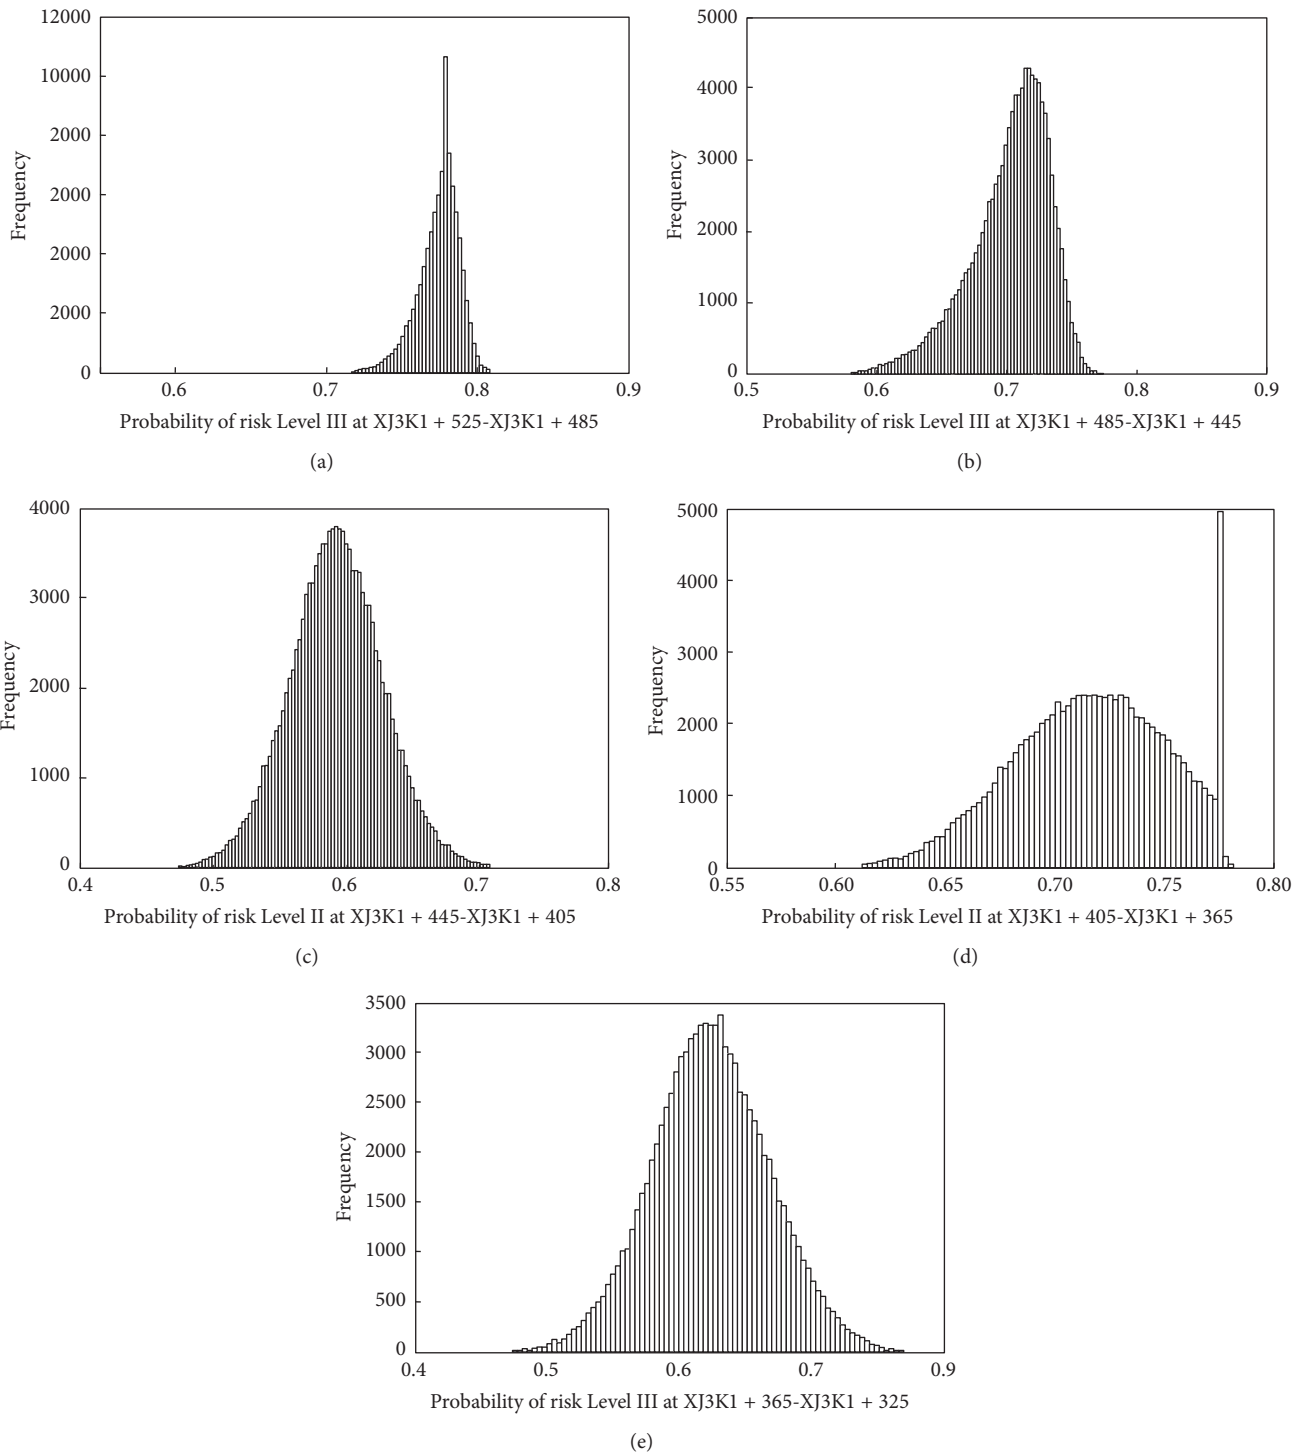 12000
10000
2000
2000
2000
2000
0
Frequency
0.6 0.7 0.8 0.9
Probability of risk Level III at XJ3K1 + 525-XJ3K1 + 485
(a)
5000
4000
3000
2000
1000
0
Frequency
0.5 0.6 0.7 0.8 0.9
Probability of risk Level III at XJ3K1 + 485-XJ3K1 + 445
(b)
4000
3000
2000
1000
0
Frequency
0.4 0.5 0.6 0.7 0.8
Probability of risk Level II at XJ3K1 + 445-XJ3K1 + 405
(c)
5000
4000
3000
2000
1000
0
Frequency
0.55 0.60 0.65 0.70 0.75 0.80
Probability of risk Level II at XJ3K1 + 405-XJ3K1 + 365
(d)
3500
3000
2500
2000
1500
1000
500
0
Frequency
0.4 0.5 0.6 0.7 0.9
Probability of risk Level III at XJ3K1 + 365-XJ3K1 + 325
(e)